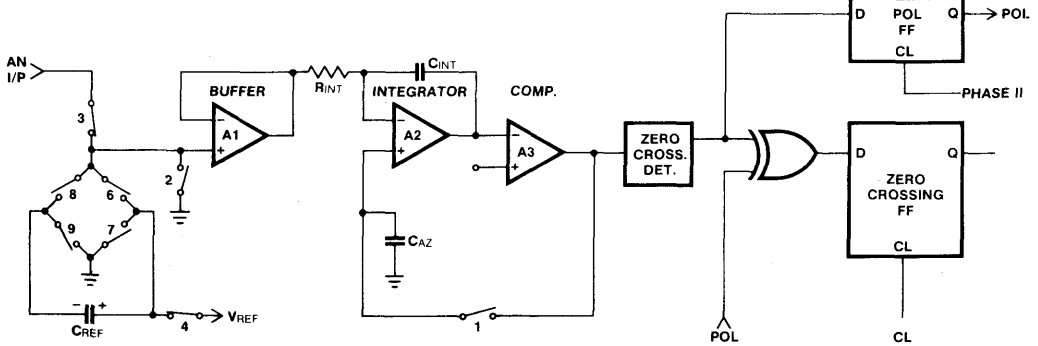 D
POL
FF
CL
Q
POL
PHASE II
AN
I/P
3
BUFFER
−
+
A1
2
8
6
9
7
− +
CREF
4
VREF
RINT
CINT
INTEGRATOR
−
+
A2
CAZ
1
COMP.
−
+
A3
ZERO
CROSS.
DET.
POL
D
Q
ZERO
CROSSING
FF
CL
CL